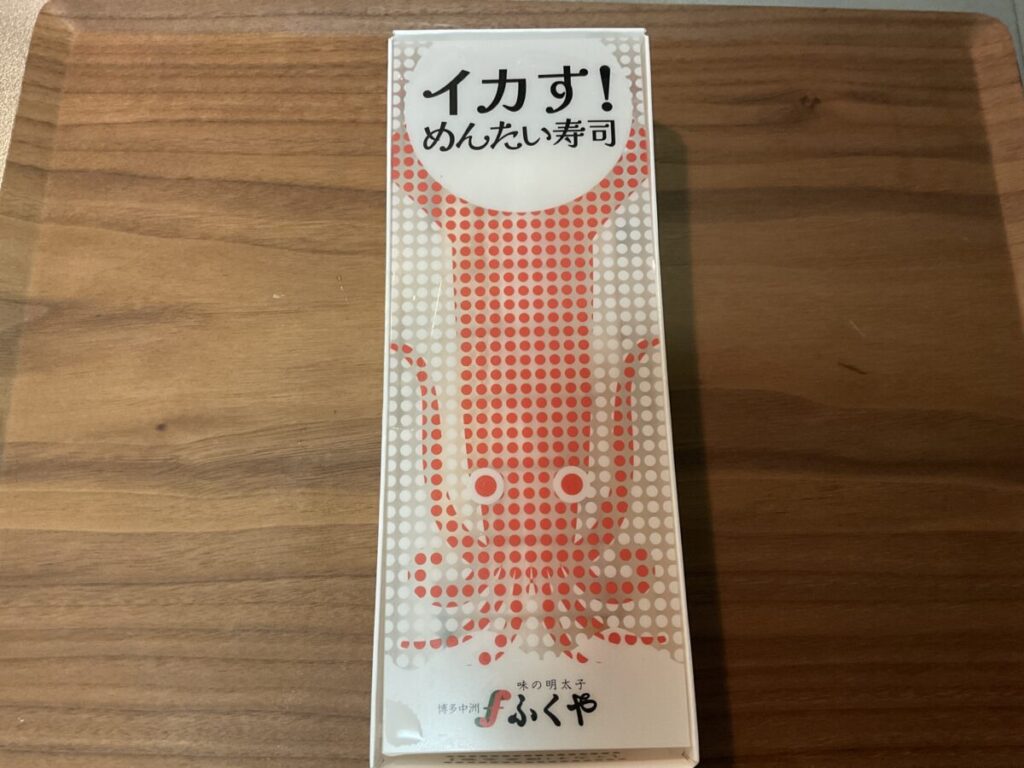 イカす!
めんたい寿司
味の明太子
博多中洲 ふくや